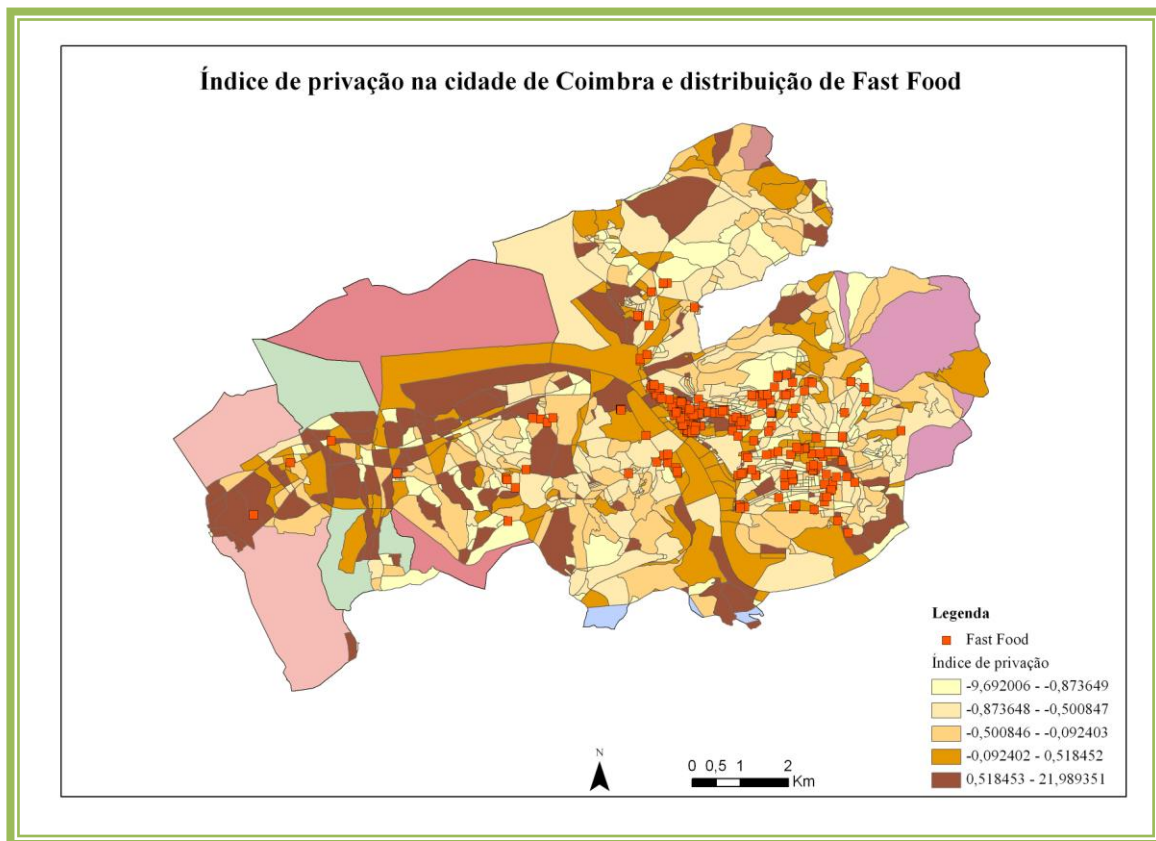 Índice de privação na cidade de Coimbra e distribuição de Fast Food
Legenda
Fast Food
Índice de privação
-9,692006 - -0,873649
-0,873648 - -0,500847
-0,500846 - -0,092403
-0,092402 - 0,518452
0,518453 - 21,989351
N
0 0,5 1 2
Km